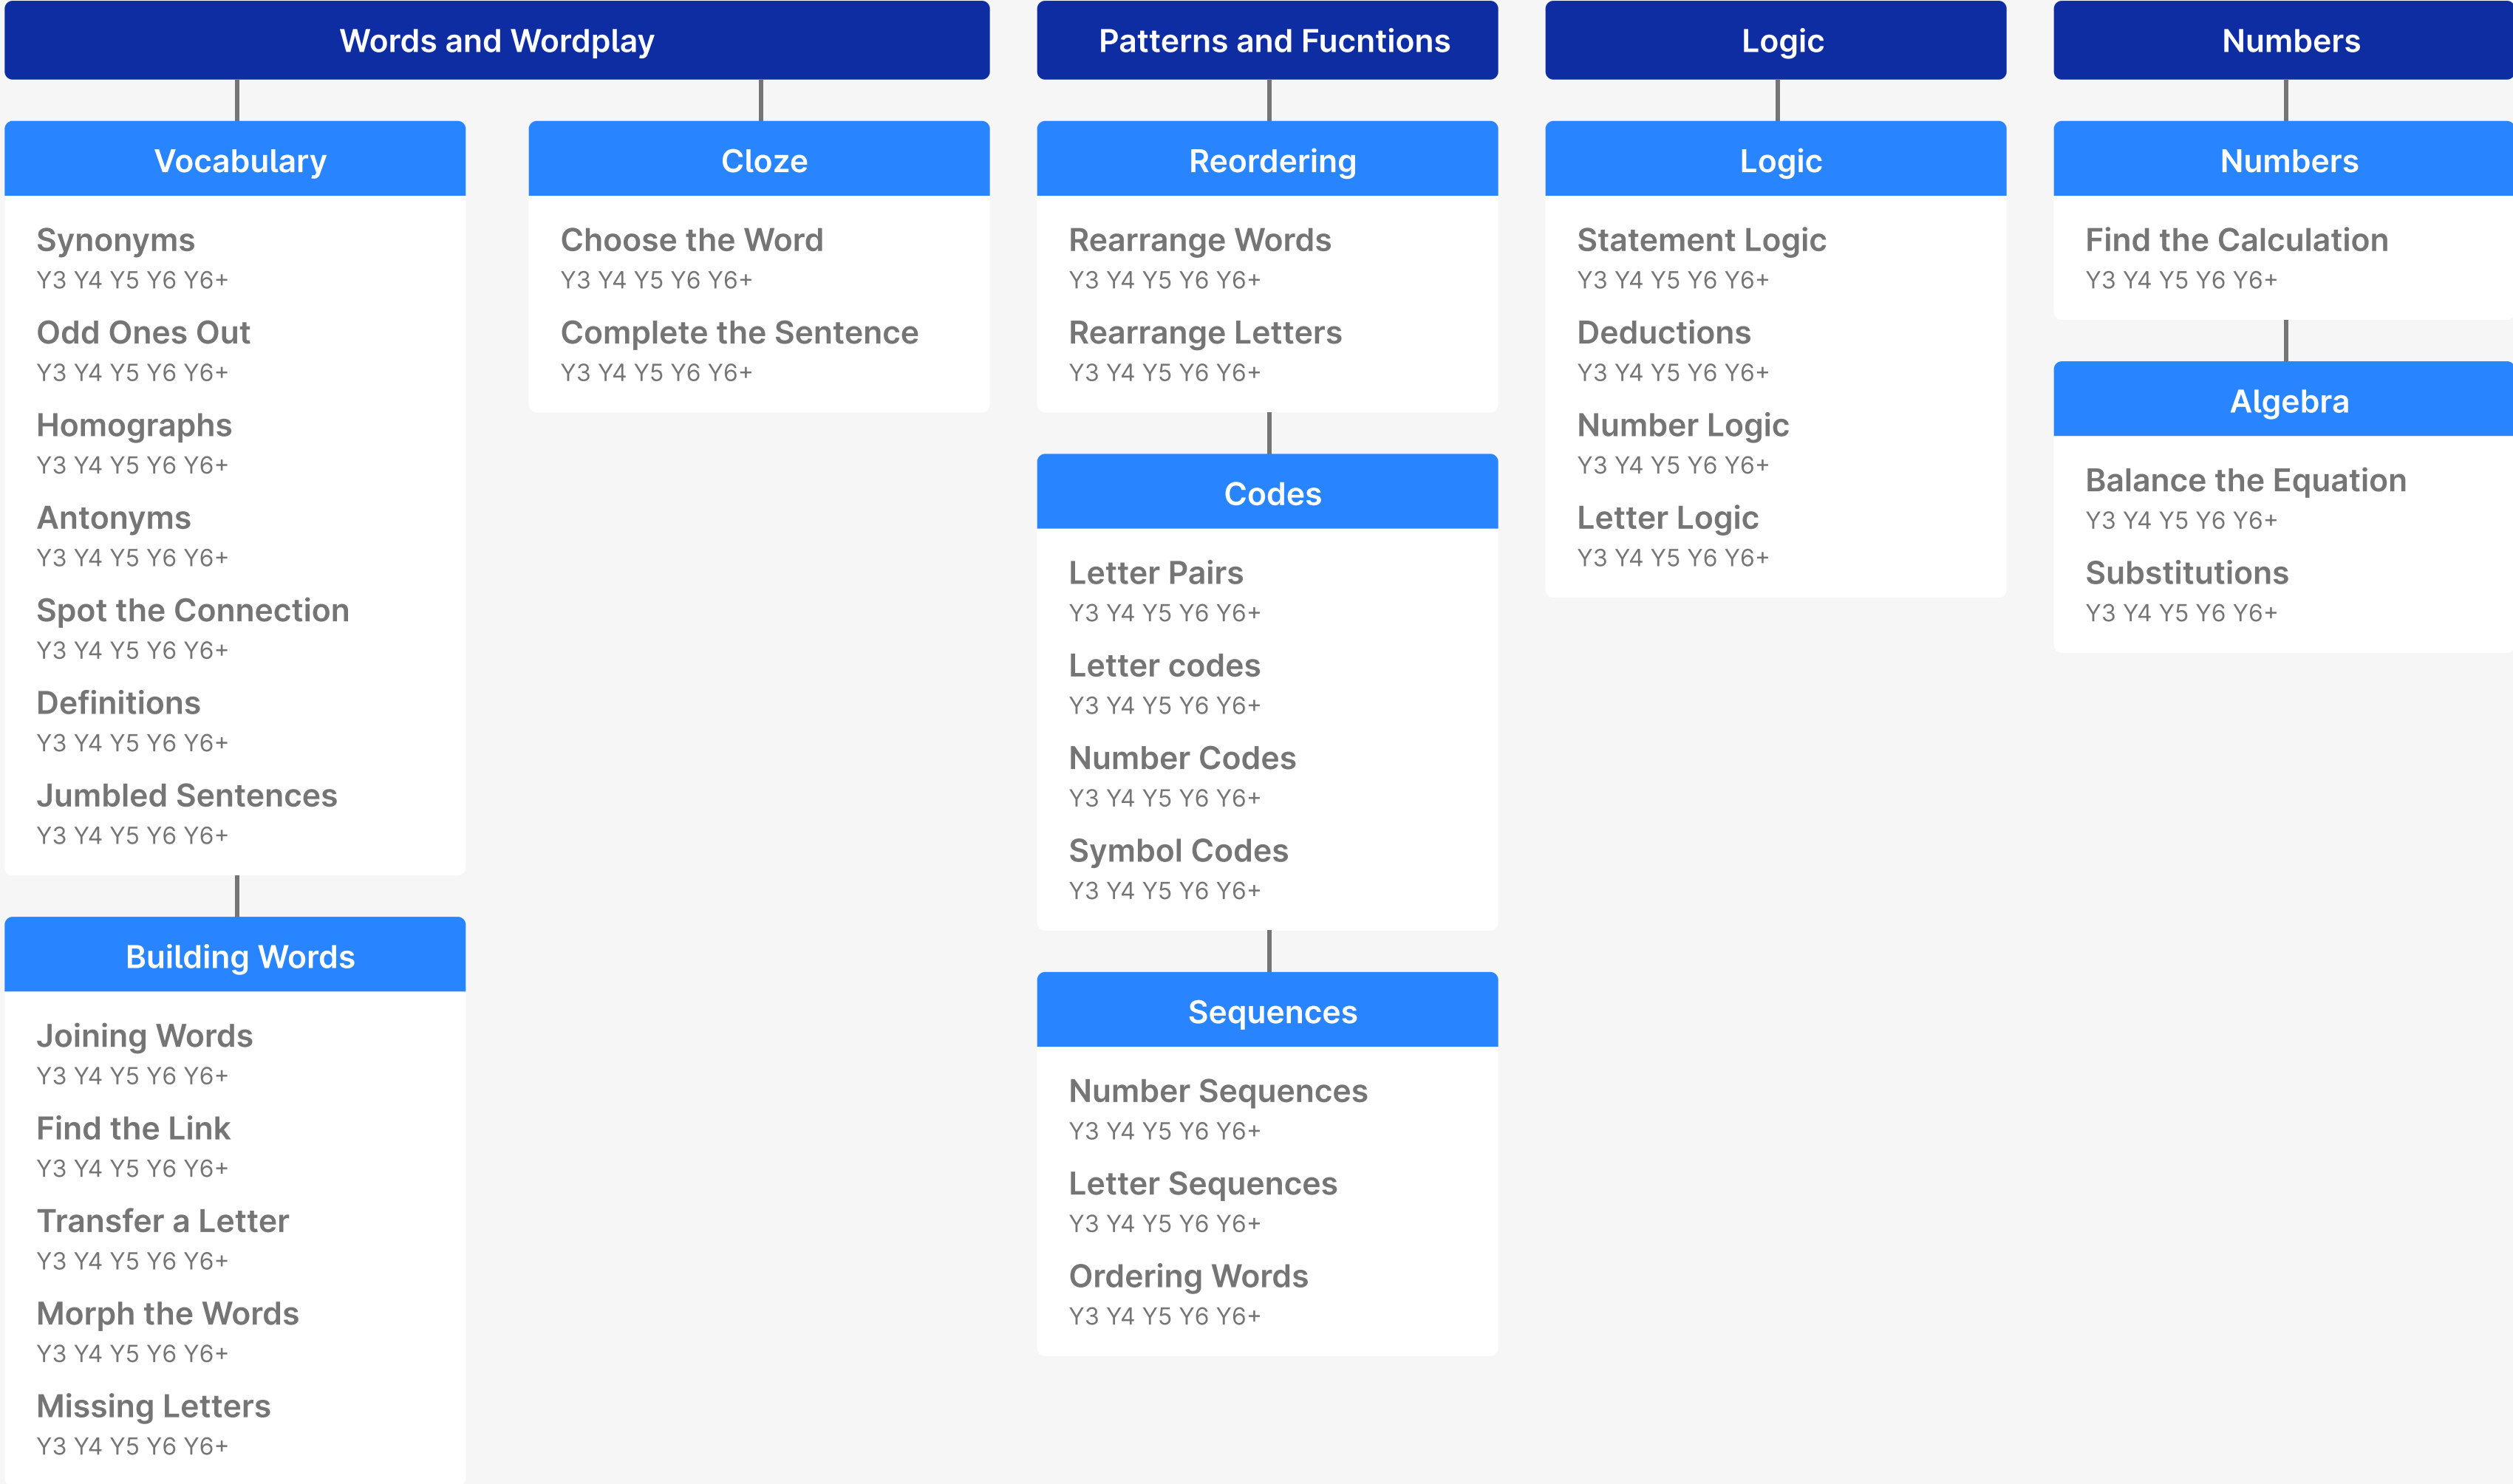 Words and Wordplay
Vocabulary
Synonyms
Y3 Y4 Y5 Y6 Y6+
Odd Ones Out
Y3 Y4 Y5 Y6 Y6+
Homographs
Y3 Y4 Y5 Y6 Y6+
Antonyms
Y3 Y4 Y5 Y6 Y6+
Spot the Connection
Y3 Y4 Y5 Y6 Y6+
Definitions
Y3 Y4 Y5 Y6 Y6+
Jumbled Sentences
Y3 Y4 Y5 Y6 Y6+
Building Words
Joining Words
Y3 Y4 Y5 Y6 Y6+
Find the Link
Y3 Y4 Y5 Y6 Y6+
Transfer a Letter
Y3 Y4 Y5 Y6 Y6+
Morph the Words
Y3 Y4 Y5 Y6 Y6+
Missing Letters
Y3 Y4 Y5 Y6 Y6+
Cloze
Choose the Word
Y3 Y4 Y5 Y6 Y6+
Complete the Sentence
Y3 Y4 Y5 Y6 Y6+
Patterns and Fucntions
Reordering
Rearrange Words
Y3 Y4 Y5 Y6 Y6+
Rearrange Letters
Y3 Y4 Y5 Y6 Y6+
Codes
Letter Pairs
Y3 Y4 Y5 Y6 Y6+
Letter codes
Y3 Y4 Y5 Y6 Y6+
Number Codes
Y3 Y4 Y5 Y6 Y6+
Symbol Codes
Y3 Y4 Y5 Y6 Y6+
Sequences
Number Sequences
Y3 Y4 Y5 Y6 Y6+
Letter Sequences
Y3 Y4 Y5 Y6 Y6+
Ordering Words
Y3 Y4 Y5 Y6 Y6+
Logic
Logic
Statement Logic
Y3 Y4 Y5 Y6 Y6+
Deductions
Y3 Y4 Y5 Y6 Y6+
Number Logic
Y3 Y4 Y5 Y6 Y6+
Letter Logic
Y3 Y4 Y5 Y6 Y6+
Numbers
Numbers
Find the Calculation
Y3 Y4 Y5 Y6 Y6+
Algebra
Balance the Equation
Y3 Y4 Y5 Y6 Y6+
Substitutions
Y3 Y4 Y5 Y6 Y6+